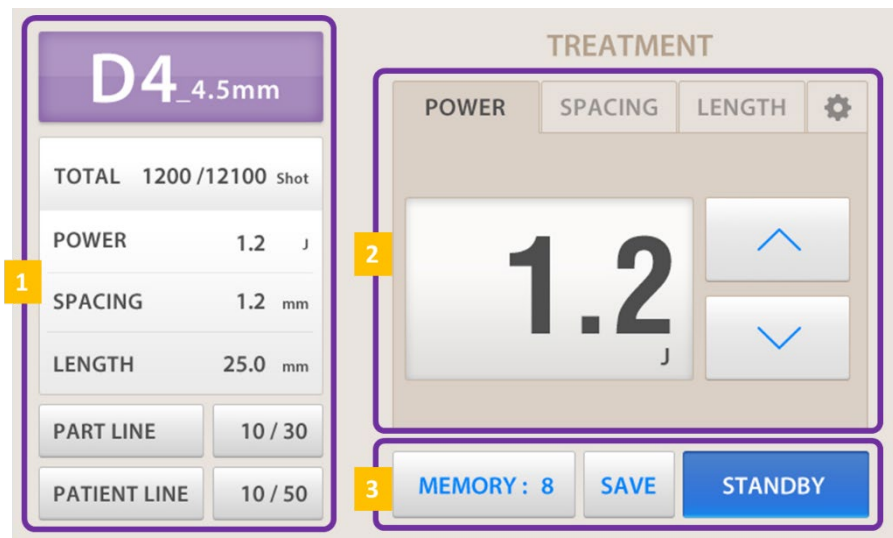 D4_4.5mm
TOTAL 1200 /12100 Shot
POWER 1.2 J
SPACING 1.2 mm
LENGTH 25.0 mm
PART LINE 10 / 30
PATIENT LINE 10 / 50
1
TREATMENT
POWER SPACING LENGTH
2
1.2
J
3
MEMORY : 8 SAVE STANDBY